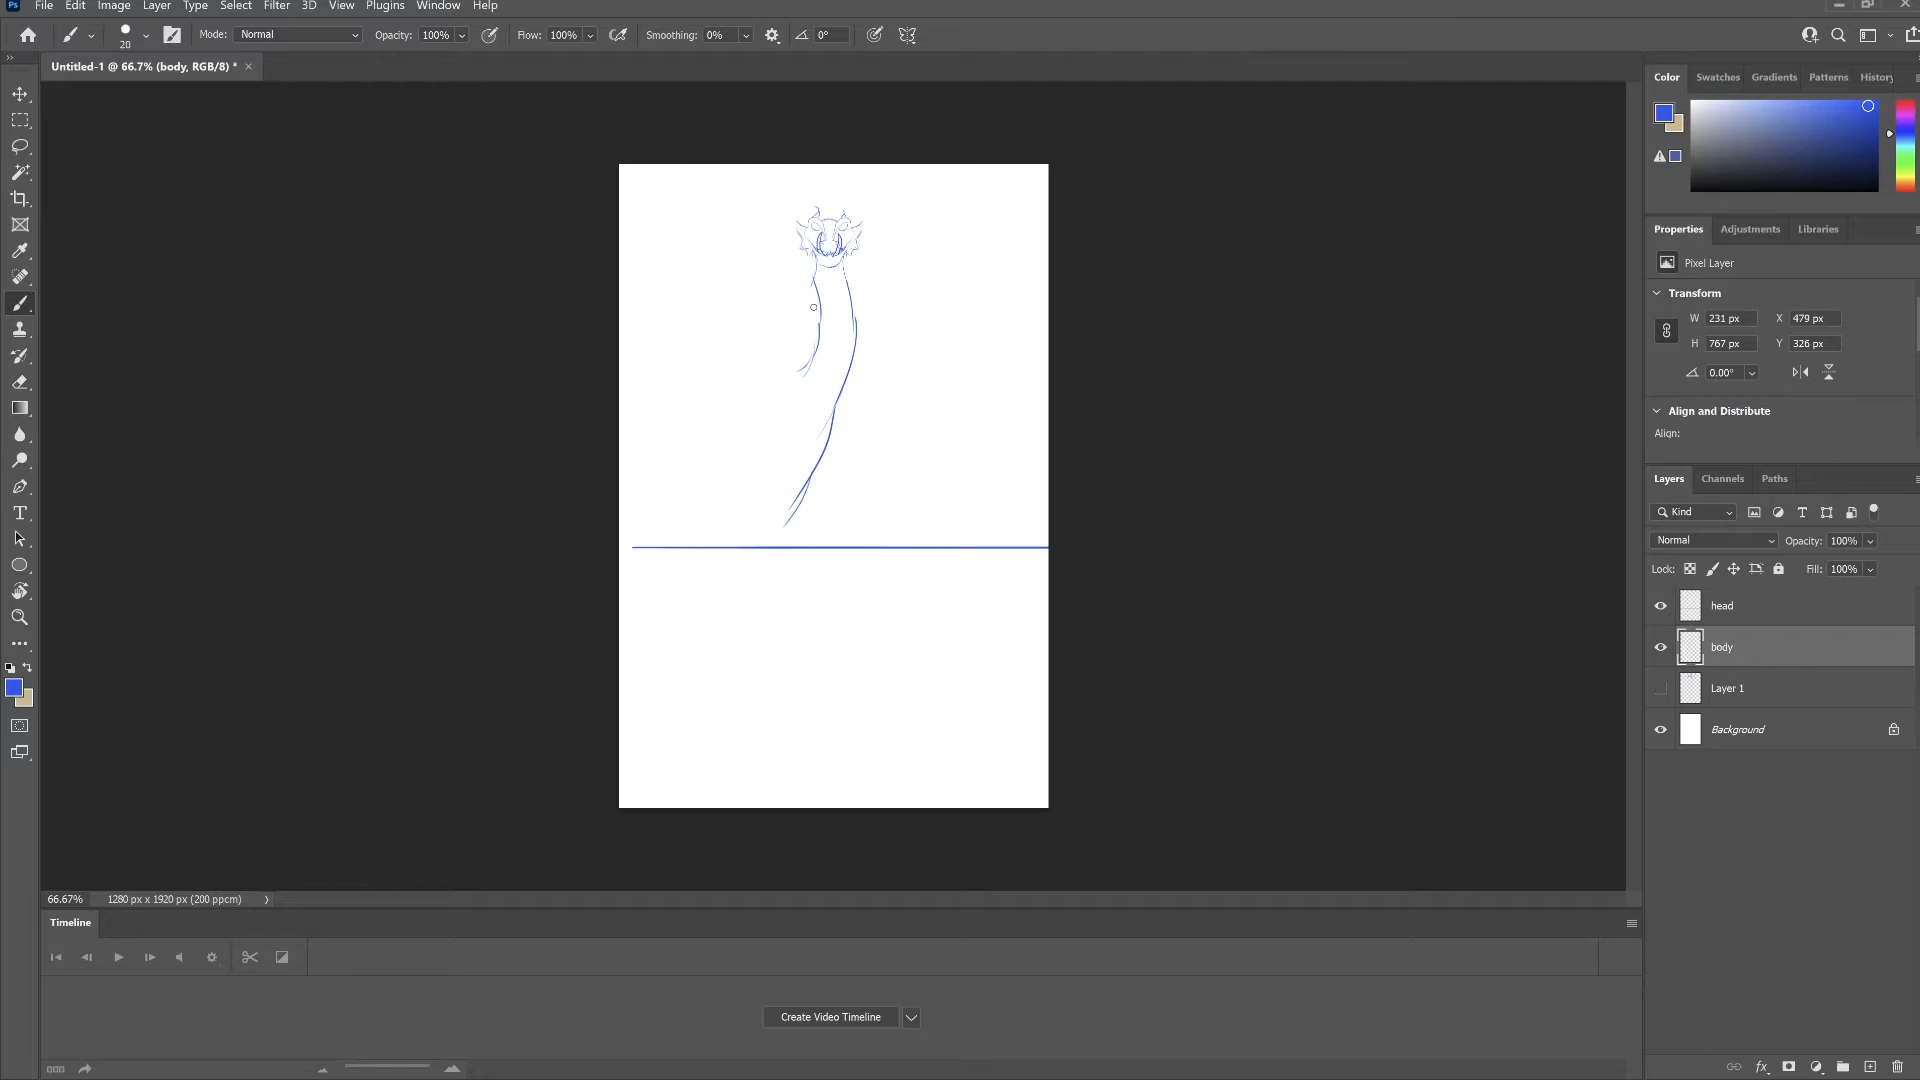 Ps File Edit Image Layer Type Select Filter 3D View Plugins Window Help
20 Mode: Normal Opacity: 100% Flow: 100% Smoothing: 0% 0°
Untitled-1 @ 66.7% (body, RGB/8) *
Color Swatches Gradients Patterns History
Properties Adjustments Libraries
Pixel Layer
Transform
W 231 px X 479 px
H 767 px Y 326 px
0.00°
Align and Distribute
Align:
Layers Channels Paths
Kind
Normal Opacity: 100%
Lock: Fill: 100%
head
body
Layer 1
Background
66.67% 1280 px x 1920 px (200 ppcm)
Timeline
Create Video Timeline
fx